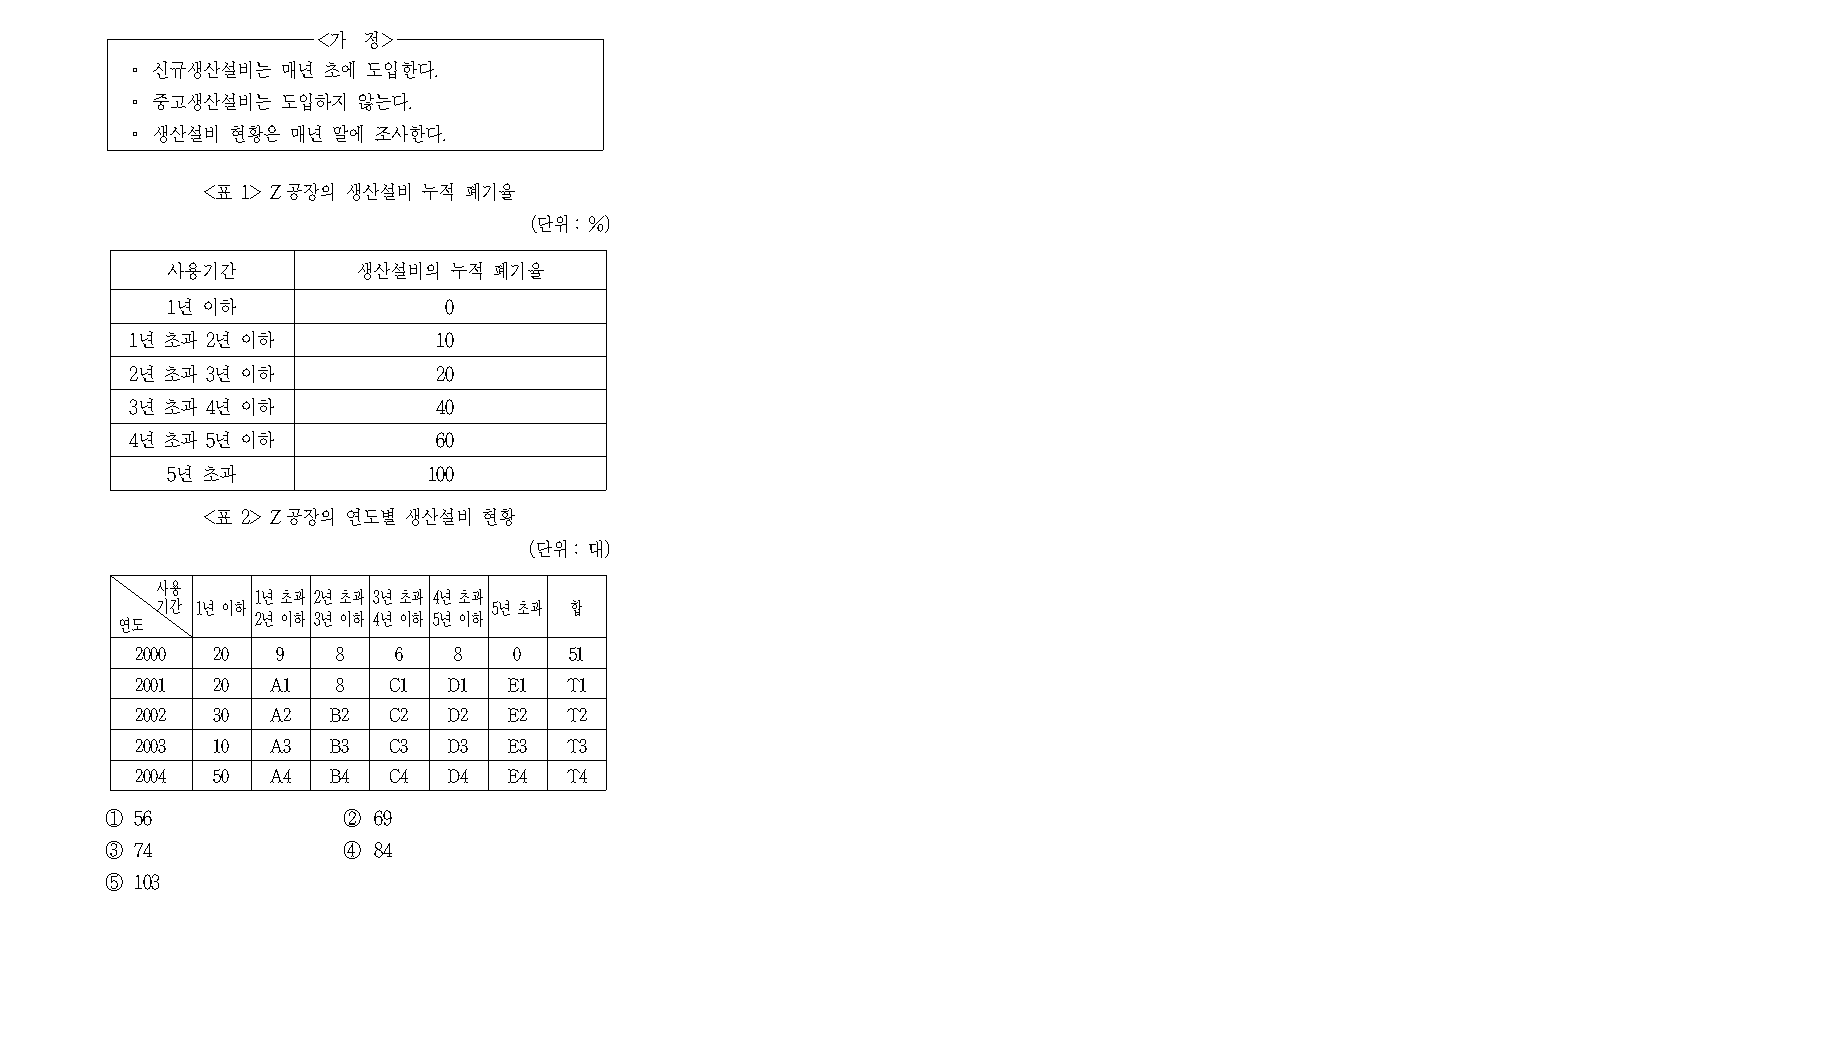 <가 정>
▫ 신규생산설비는 매년 초에 도입한다.
▫ 중고생산설비는 도입하지 않는다.
▫ 생산설비 현황은 매년 말에 조사한다.
<표 1> Z공장의 생산설비 누적 폐기율
(단위 : %)
사용기간 생산설비의 누적 폐기율
1년 이하 0
1년 초과 2년 이하 10
2년 초과 3년 이하 20
3년 초과 4년 이하 40
4년 초과 5년 이하 60
5년 초과 100
<표 2> Z공장의 연도별 생산설비 현황
(단위 : 대)
사용
기간
연도
1년 이하
1년 초과
2년 이하
2년 초과
3년 이하
3년 초과
4년 이하
4년 초과
5년 이하
5년 초과
합
2000 20 9 8 6 8 0 51
2001 20 A1 8 C1 D1 E1 T1
2002 30 A2 B2 C2 D2 E2 T2
2003 10 A3 B3 C3 D3 E3 T3
2004 50 A4 B4 C4 D4 E4 T4
① 56 ② 69
③ 74 ④ 84
⑤ 103